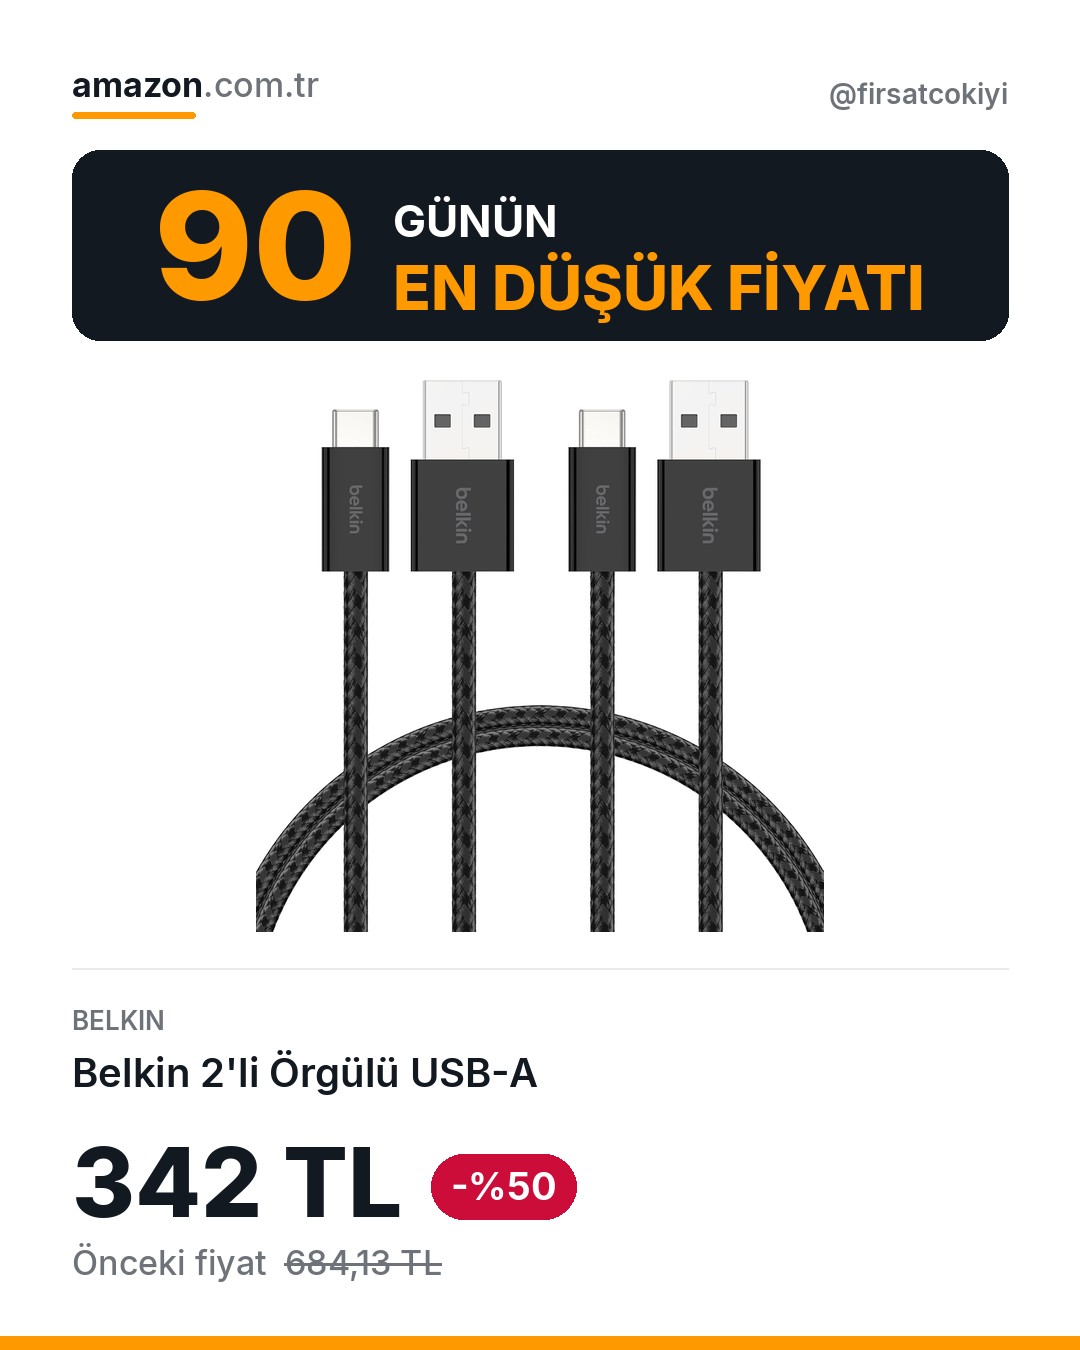 amazon.com.tr
@firsatcokiyi
90
GÜNÜN
EN DÜŞÜK FİYATI
belkin
belkin
belkin
belkin
BELKIN
Belkin 2'li Örgülü USB-A
342 TL
-%50
Önceki fiyat 684,13 TL